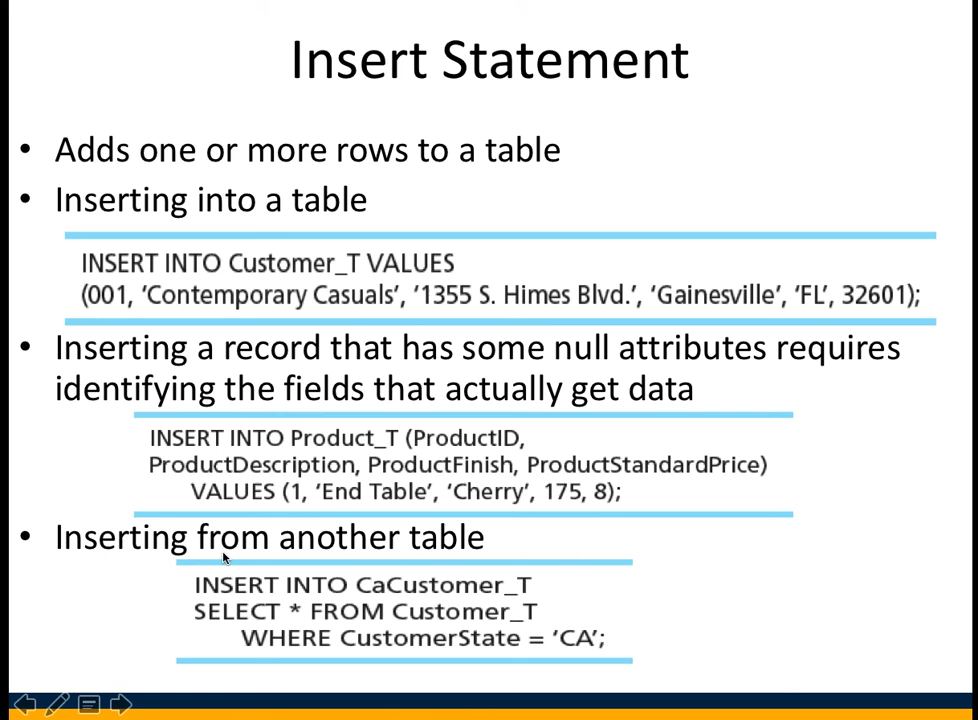 Insert Statement
• Adds one or more rows to a table
• Inserting into a table
INSERT INTO Customer_T VALUES
(001, ‘Contemporary Casuals’, ‘1355 S. Himes Blvd.’, ‘Gainesville’, ‘FL’, 32601);
• Inserting a record that has some null attributes requires
identifying the fields that actually get data
INSERT INTO Product_T (ProductID,
ProductDescription, ProductFinish, ProductStandardPrice)
VALUES (1, ‘End Table’, ‘Cherry’, 175, 8);
• Inserting from another table
INSERT INTO CaCustomer_T
SELECT * FROM Customer_T
WHERE CustomerState = ‘CA’;